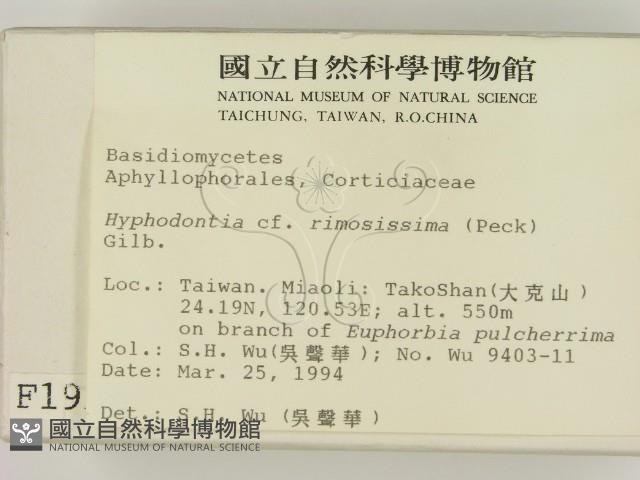 國立自然科學博物館
NATIONAL MUSEUM OF NATURAL SCIENCE
TAICHUNG, TAIWAN, R.O.CHINA
Basidiomycetes
Aphyllophorales, Corticiaceae
Hyphodontia cf. rimosissima (Peck)
Gilb.
Loc.: Taiwan. Miaoli: TakoShan(大克山)
24.19N, 120.53E; alt. 550m
on branch of Euphorbia pulcherrima
Col.: S.H. Wu(吳聲華); No. Wu 9403-11
Date: Mar. 25, 1994
F19
Det.: S.H. Wu (吳聲華)
國立自然科學博物館
NATIONAL MUSEUM OF NATURAL SCIENCE